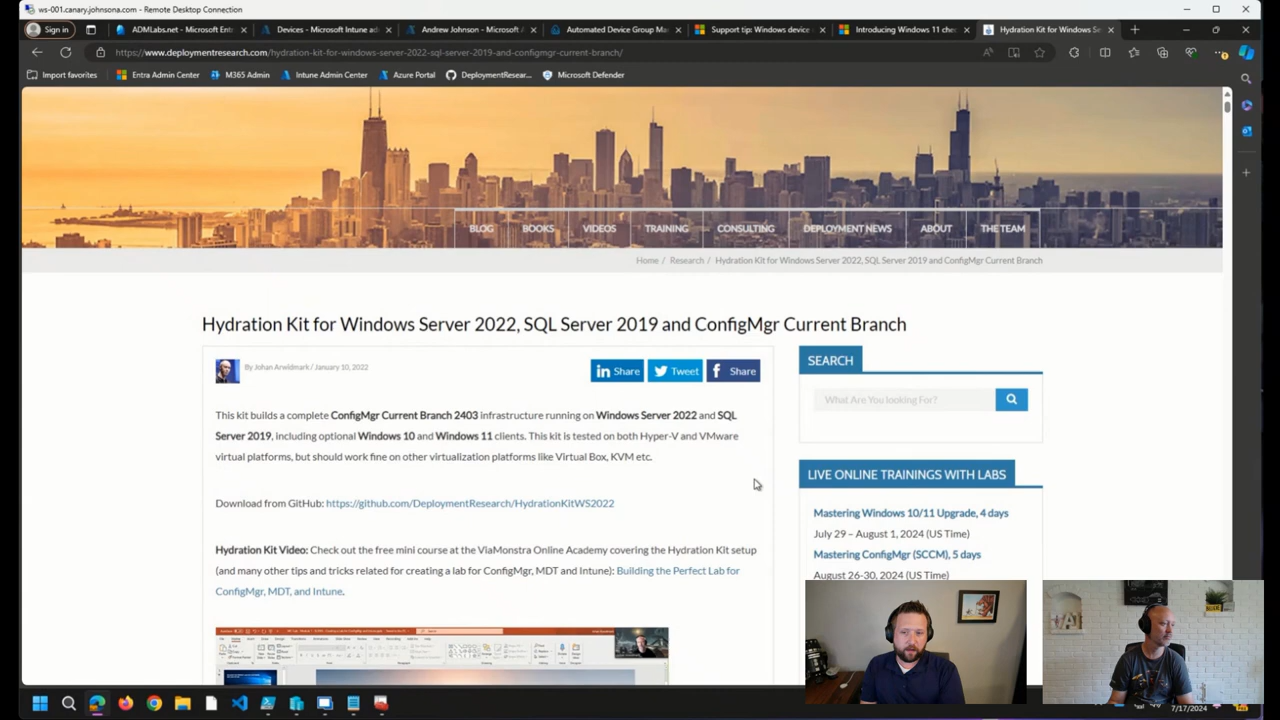 ws-001.canary.johnsona.com - Remote Desktop Connection
Sign in
ADMLabs.net - Microsoft Ent
Devices - Microsoft Intune ad
Andrew Johnson - Microsoft A
Automated Device Group Man
Support tip: Windows device
Introducing Windows 11 che
Hydration Kit for Windows Se
https://www.deploymentresearch.com/hydration-kit-for-windows-server-2022-sql-server-2019-and-configmgr-current-branch/
Import favorites
Entra Admin Center
M365 Admin
Intune Admin Center
Azure Portal
DeploymentResear...
Microsoft Defender
BLOG
BOOKS
VIDEOS
TRAINING
CONSULTING
DEPLOYMENT NEWS
ABOUT
THE TEAM
Home / Research / Hydration Kit for Windows Server 2022, SQL Server 2019 and ConfigMgr Current Branch
Hydration Kit for Windows Server 2022, SQL Server 2019 and ConfigMgr Current Branch
By Johan Arwidmark / January 10, 2022
in Share
Tweet
f Share
This kit builds a complete ConfigMgr Current Branch 2403 infrastructure running on Windows Server 2022 and SQL
Server 2019, including optional Windows 10 and Windows 11 clients. This kit is tested on both Hyper-V and VMware
virtual platforms, but should work fine on other virtualization platforms like Virtual Box, KVM etc.
Download from GitHub: https://github.com/DeploymentResearch/HydrationKitWS2022
Hydration Kit Video: Check out the free mini course at the ViaMonstra Online Academy covering the Hydration Kit setup
(and many other tips and tricks related for creating a lab for ConfigMgr, MDT and Intune): Building the Perfect Lab for
ConfigMgr, MDT, and Intune.
SEARCH
What Are You looking For?
LIVE ONLINE TRAININGS WITH LABS
Mastering Windows 10/11 Upgrade, 4 days
July 29 – August 1, 2024 (US Time)
Mastering ConfigMgr (SCCM), 5 days
August 26-30, 2024 (US Time)
7/17/2024